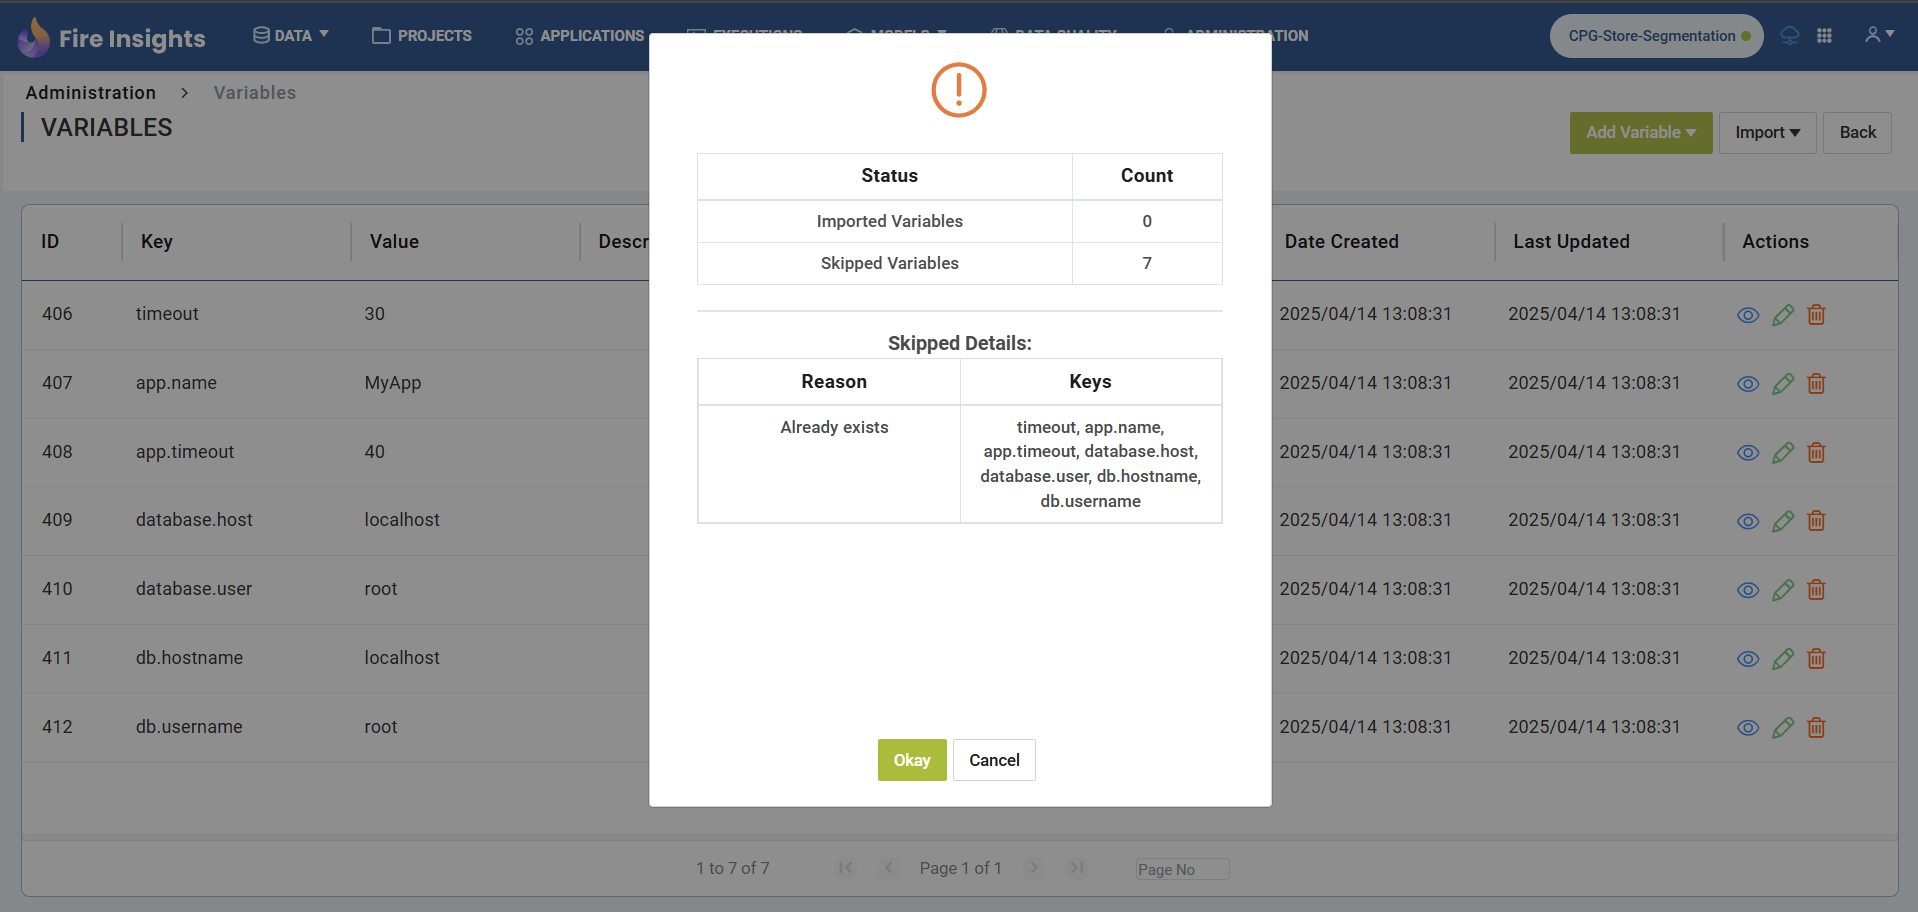 Fire Insights
DATA
PROJECTS
APPLICATIONS
EXECUTIONS
MODELS
DATA QUALITY
ADMINISTRATION
CPG-Store-Segmentation
Administration > Variables
VARIABLES
Add Variable
Import
Back
ID Key Value Descr Date Created Last Updated Actions
406 timeout 30 2025/04/14 13:08:31 2025/04/14 13:08:31
407 app.name MyApp 2025/04/14 13:08:31 2025/04/14 13:08:31
408 app.timeout 40 2025/04/14 13:08:31 2025/04/14 13:08:31
409 database.host localhost 2025/04/14 13:08:31 2025/04/14 13:08:31
410 database.user root 2025/04/14 13:08:31 2025/04/14 13:08:31
411 db.hostname localhost 2025/04/14 13:08:31 2025/04/14 13:08:31
412 db.username root 2025/04/14 13:08:31 2025/04/14 13:08:31
Status Count
Imported Variables 0
Skipped Variables 7
Skipped Details:
Reason Keys
Already exists timeout, app.name,
app.timeout, database.host,
database.user, db.hostname,
db.username
Okay
Cancel
1 to 7 of 7
Page 1 of 1
Page No